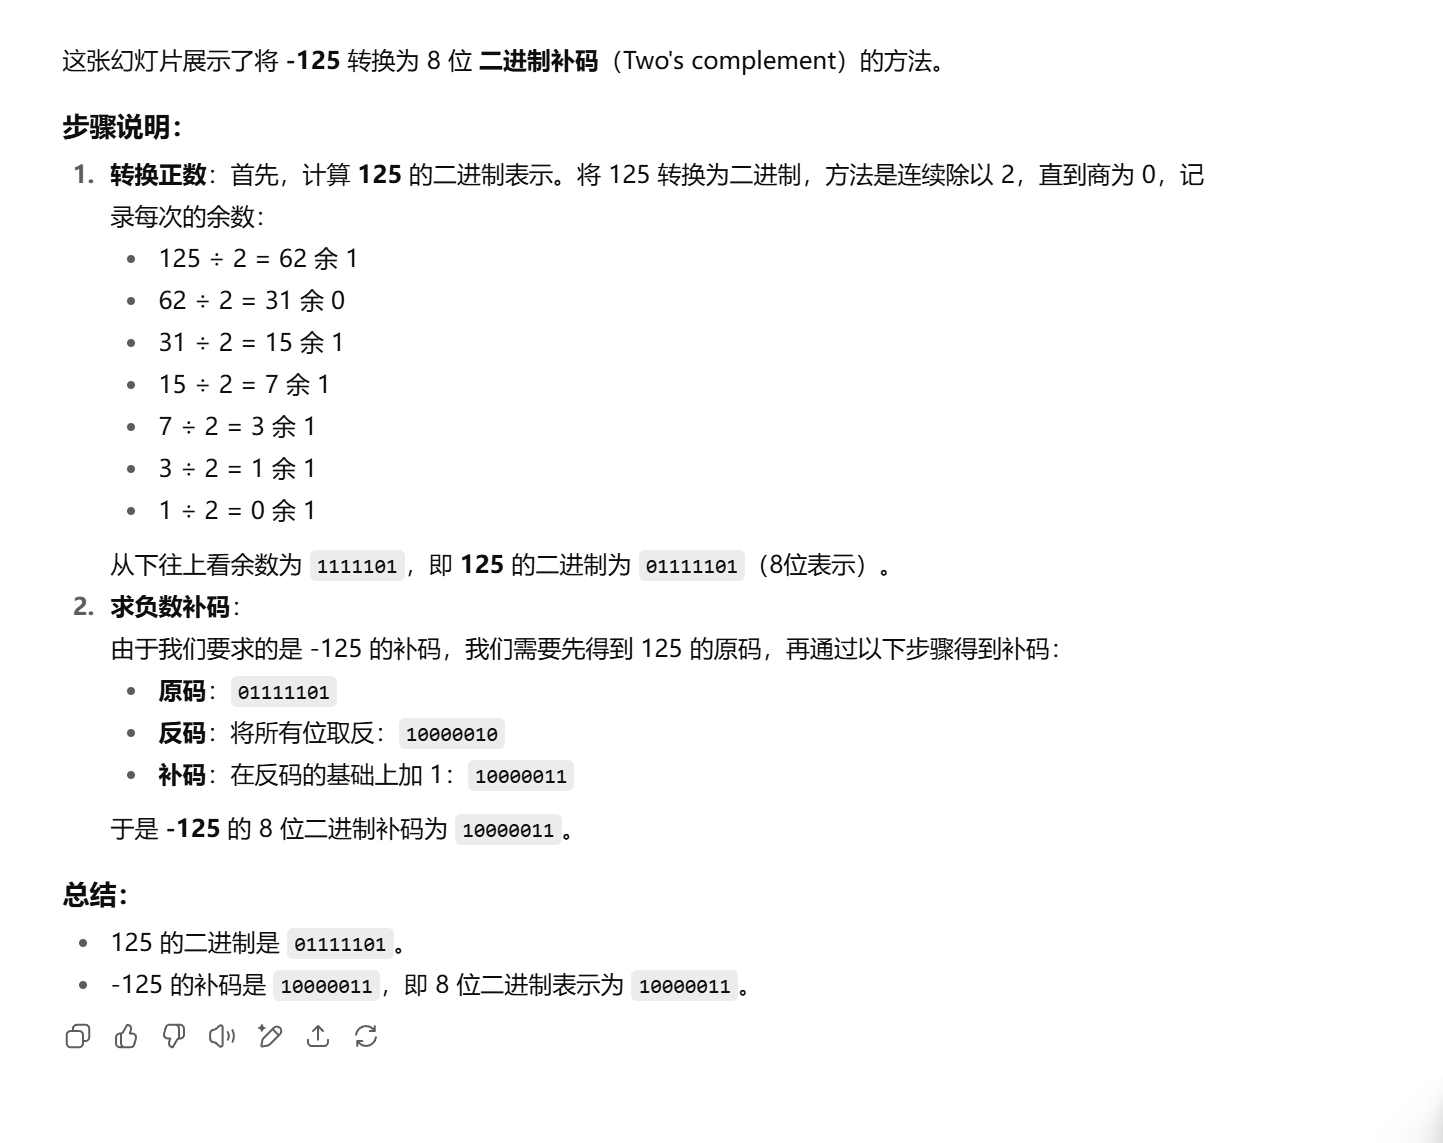 这张幻灯片展示了将 -125 转换为 8 位 二进制补码（Two's complement）的方法。
步骤说明：
1. 转换正数：首先，计算 125 的二进制表示。将 125 转换为二进制，方法是连续除以 2，直到商为 0，记
录每次的余数：
• 125 ÷ 2 = 62 余 1
• 62 ÷ 2 = 31 余 0
• 31 ÷ 2 = 15 余 1
• 15 ÷ 2 = 7 余 1
• 7 ÷ 2 = 3 余 1
• 3 ÷ 2 = 1 余 1
• 1 ÷ 2 = 0 余 1
从下往上看余数为 1111101，即 125 的二进制为 01111101（8位表示）。
2. 求负数补码：
由于我们要求的是 -125 的补码，我们需要先得到 125 的原码，再通过以下步骤得到补码：
• 原码：01111101
• 反码：将所有位取反：10000010
• 补码：在反码的基础上加 1：10000011
于是 -125 的 8 位二进制补码为 10000011。
总结：
• 125 的二进制是 01111101。
• -125 的补码是 10000011，即 8 位二进制表示为 10000011。